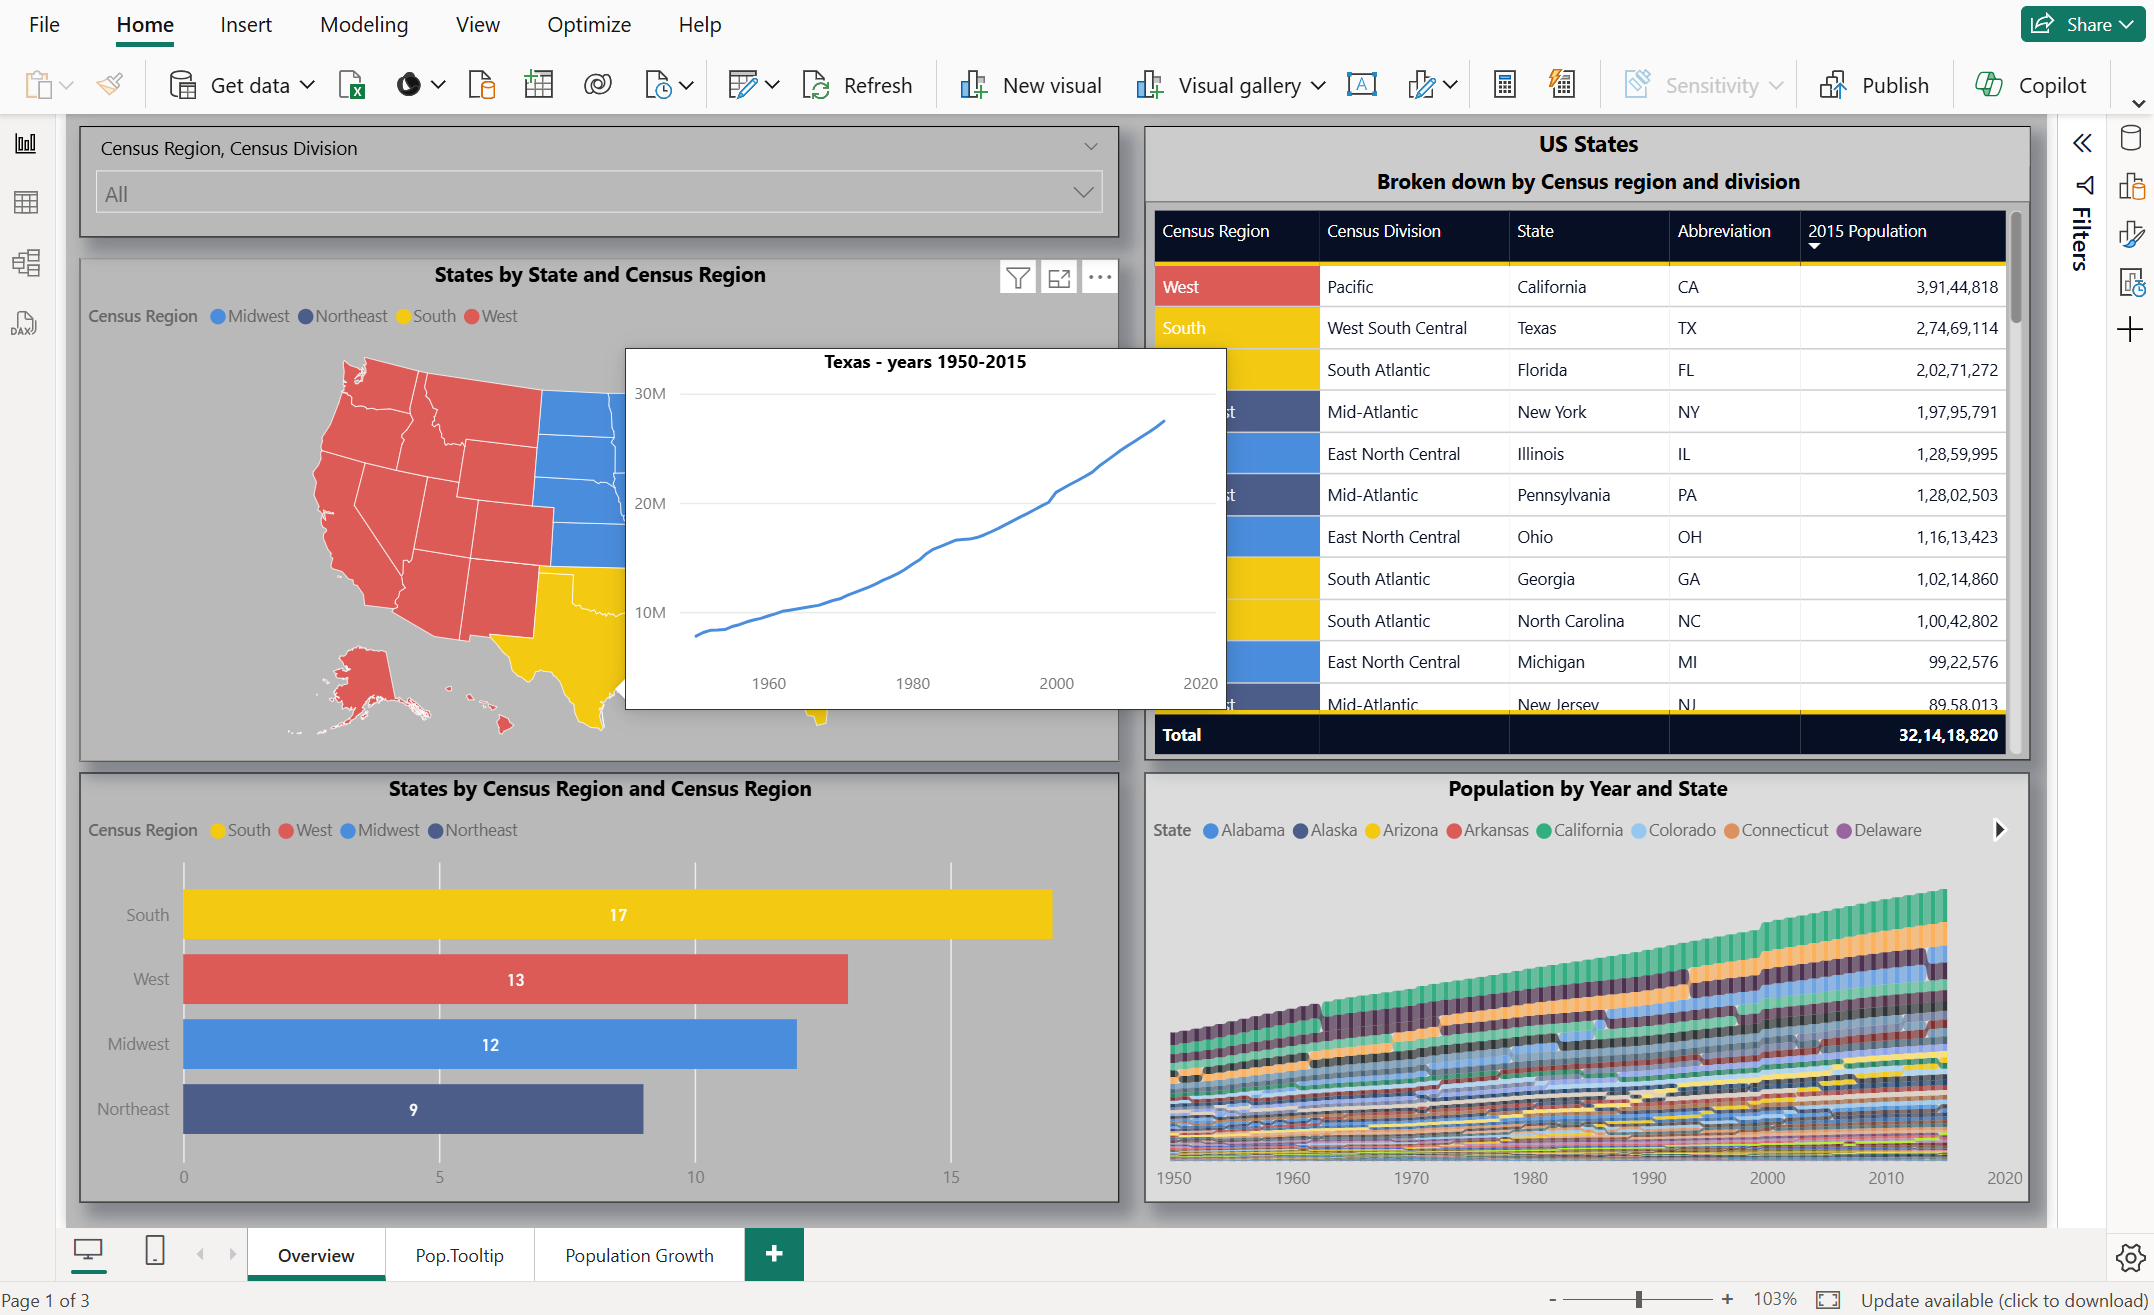 File Home Insert Modeling View Optimize Help Share
Get data Refresh New visual Visual gallery Sensitivity Publish Copilot
Census Region, Census Division
All
States by State and Census Region
Census Region Midwest Northeast South West
Texas - years 1950-2015
30M
20M
10M
1960 1980 2000 2020
US States
Broken down by Census region and division
Census Region Census Division State Abbreviation 2015 Population
West Pacific California CA 3,91,44,818
South West South Central Texas TX 2,74,69,114
South Atlantic Florida FL 2,02,71,272
st Mid-Atlantic New York NY 1,97,95,791
East North Central Illinois IL 1,28,59,995
st Mid-Atlantic Pennsylvania PA 1,28,02,503
East North Central Ohio OH 1,16,13,423
South Atlantic Georgia GA 1,02,14,860
South Atlantic North Carolina NC 1,00,42,802
East North Central Michigan MI 99,22,576
st Mid-Atlantic New Jersey NJ 89,58,013
Total 32,14,18,820
Filters
DAX
States by Census Region and Census Region
Census Region South West Midwest Northeast
South 17
West 13
Midwest 12
Northeast 9
0 5 10 15
Population by Year and State
State Alabama Alaska Arizona Arkansas California Colorado Connecticut Delaware
1950 1960 1970 1980 1990 2000 2010 2020
Overview Pop.Tooltip Population Growth +
Page 1 of 3 - + 103% Update available (click to download)